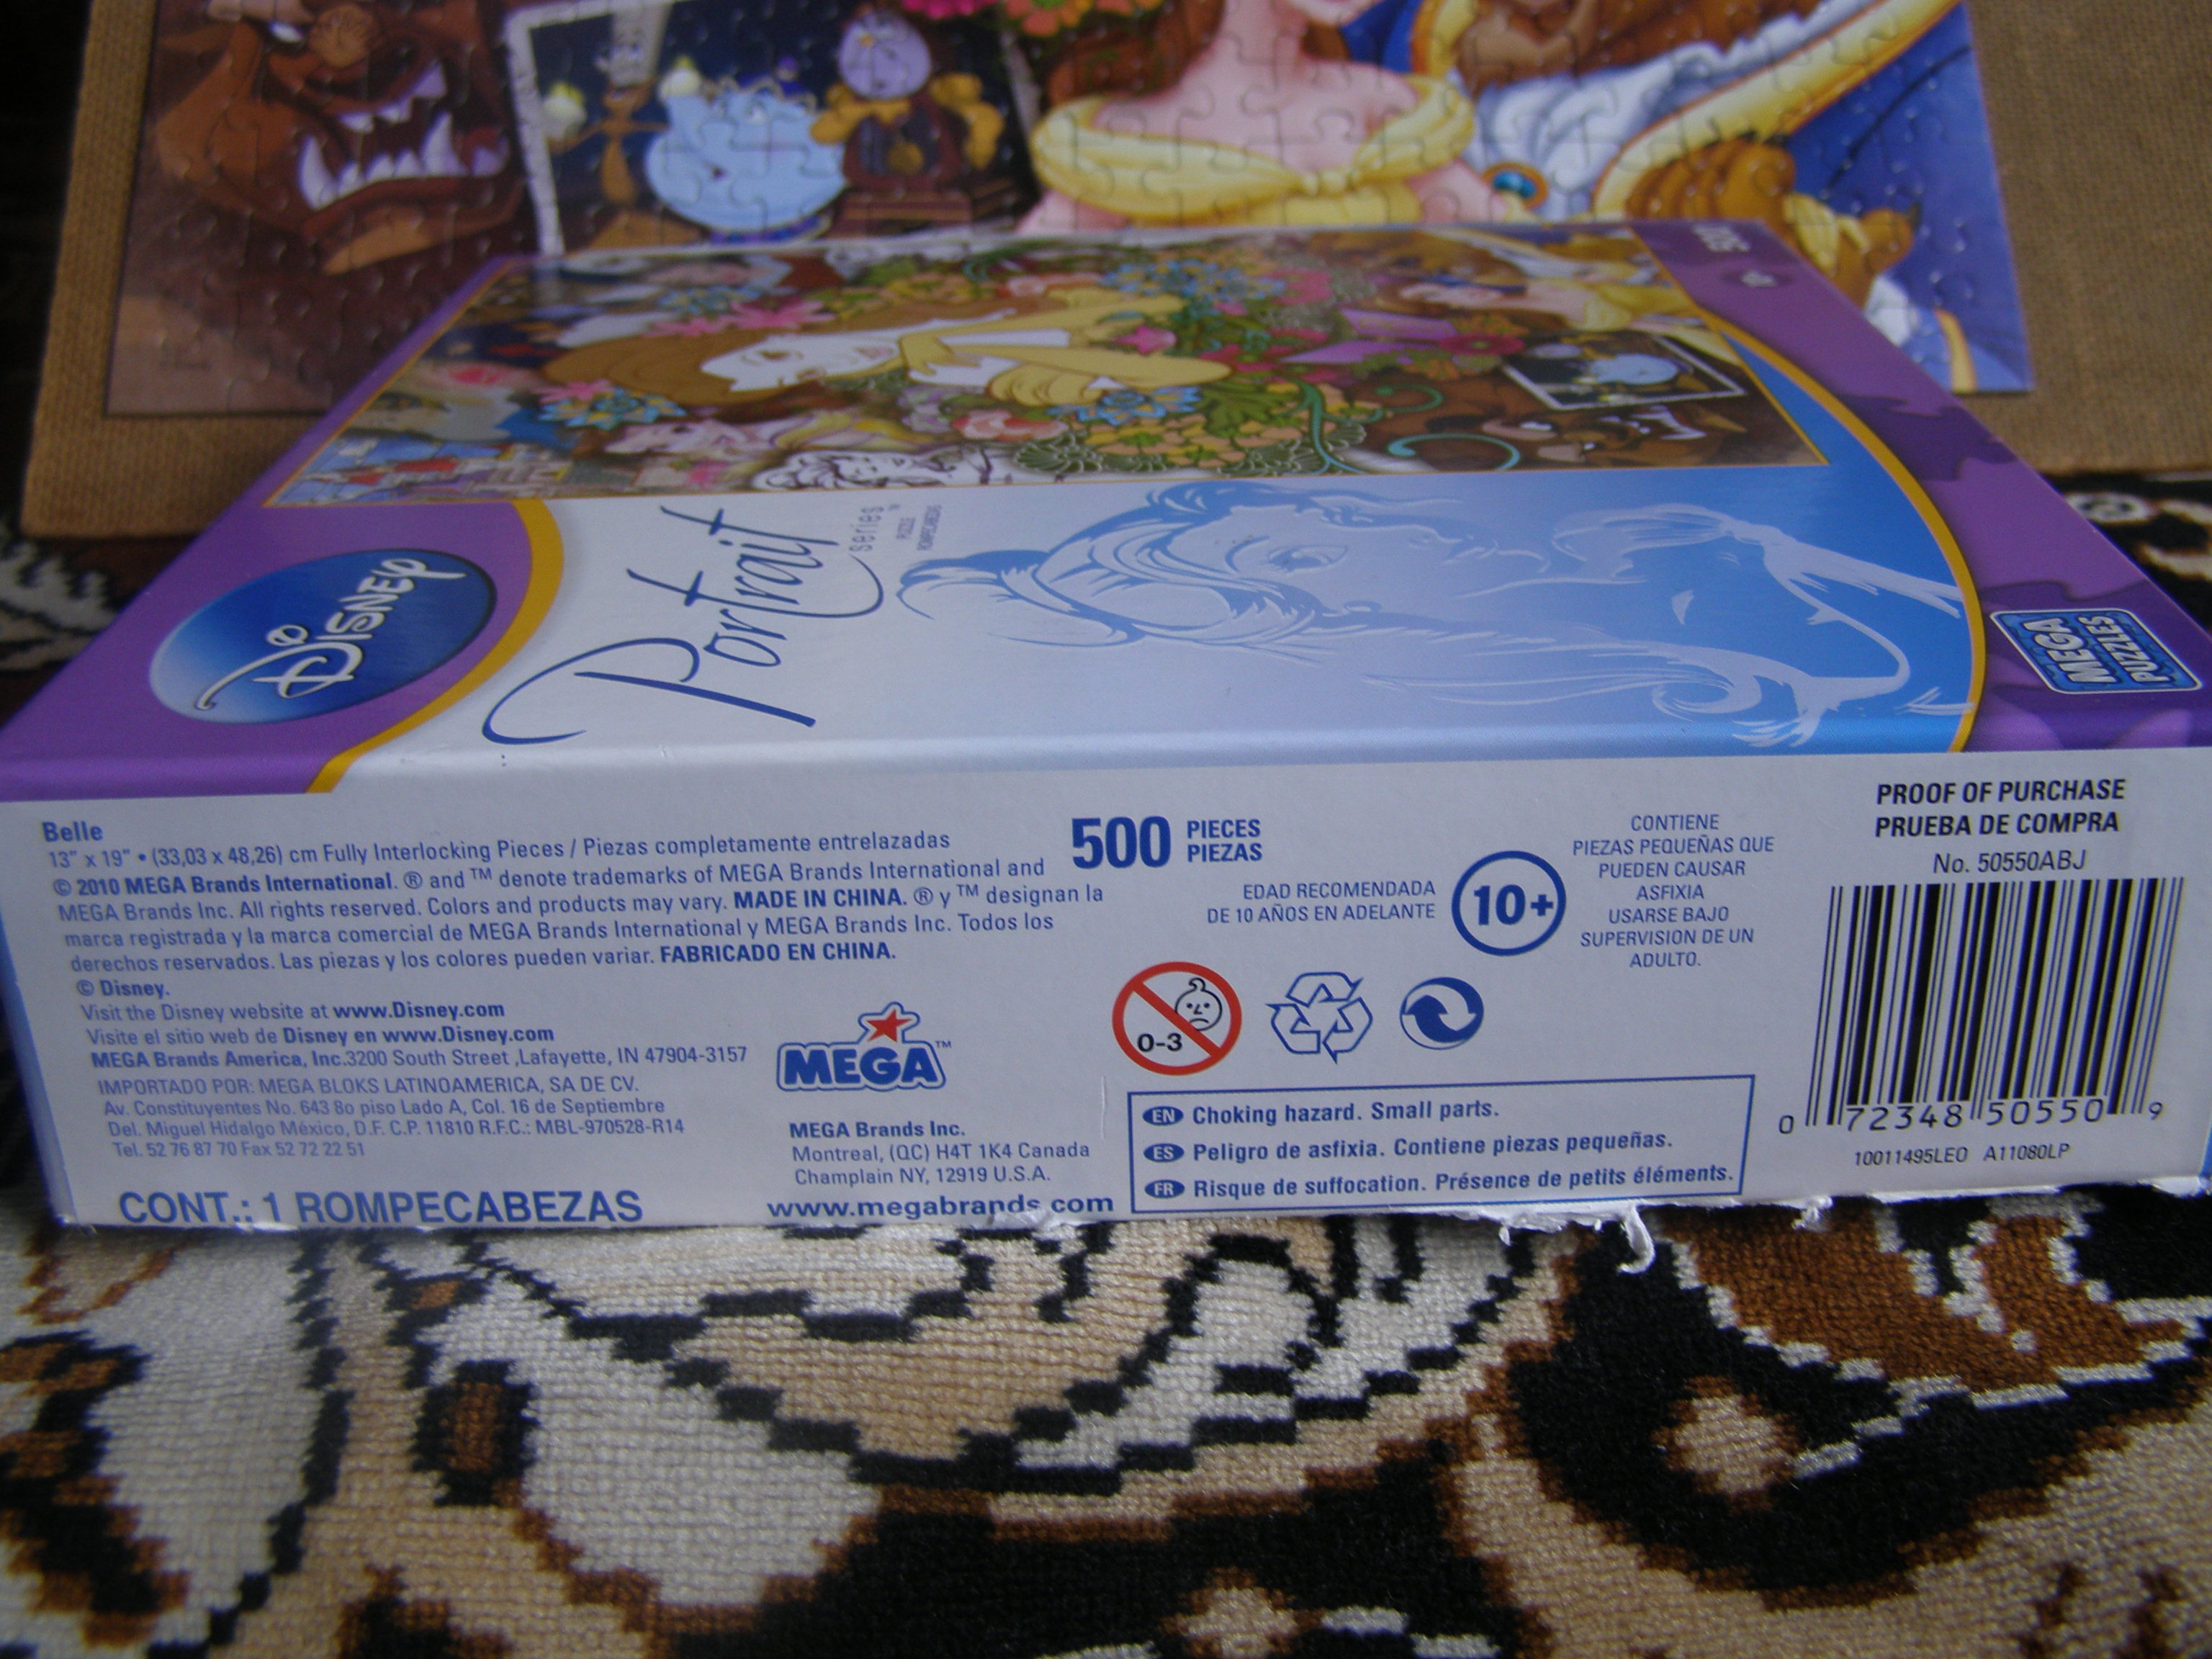 DISNEY
Portrait
series
PUZZLE
ROMPECABEZAS
MEGA
PUZZLES
Belle
13" x 19" • (33,03 x 48,26) cm Fully Interlocking Pieces / Piezas completamente entrelazadas
© 2010 MEGA Brands International. ® and ™ denote trademarks of MEGA Brands International and
MEGA Brands Inc. All rights reserved. Colors and products may vary. MADE IN CHINA. ® y ™ designan la
marca registrada y la marca comercial de MEGA Brands International y MEGA Brands Inc. Todos los
derechos reservados. Las piezas y los colores pueden variar. FABRICADO EN CHINA.
© Disney.
Visit the Disney website at www.Disney.com
Visite el sitio web de Disney en www.Disney.com
MEGA Brands America, Inc.3200 South Street ,Lafayette, IN 47904-3157
IMPORTADO POR: MEGA BLOKS LATINOAMERICA, SA DE CV.
Av. Constituyentes No. 643 8o piso Lado A, Col. 16 de Septiembre
Del. Miguel Hidalgo México, D.F. C.P. 11810 R.F.C.: MBL-970528-R14
Tel. 52 76 87 70 Fax 52 72 22 51
CONT.: 1 ROMPECABEZAS
MEGA™
MEGA Brands Inc.
Montreal, (QC) H4T 1K4 Canada
Champlain NY, 12919 U.S.A.
www.megabrands.com
500 PIECES
PIEZAS
EDAD RECOMENDADA
DE 10 AÑOS EN ADELANTE
10+
CONTIENE
PIEZAS PEQUEÑAS QUE
PUEDEN CAUSAR
ASFIXIA
USARSE BAJO
SUPERVISION DE UN
ADULTO.
0-3
EN Choking hazard. Small parts.
ES Peligro de asfixia. Contiene piezas pequeñas.
FR Risque de suffocation. Présence de petits éléments.
PROOF OF PURCHASE
PRUEBA DE COMPRA
No. 50550ABJ
0 72348 50550 9
10011495LEO A11080LP